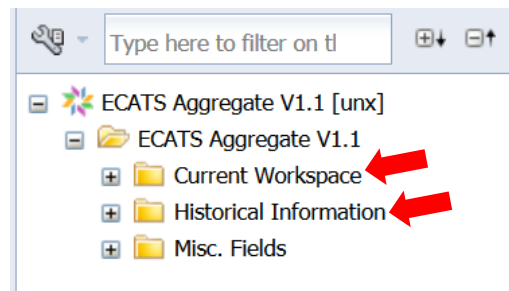 Type here to filter on tl
ECATS Aggregate V1.1 [unx]
ECATS Aggregate V1.1
Current Workspace
Historical Information
Misc. Fields